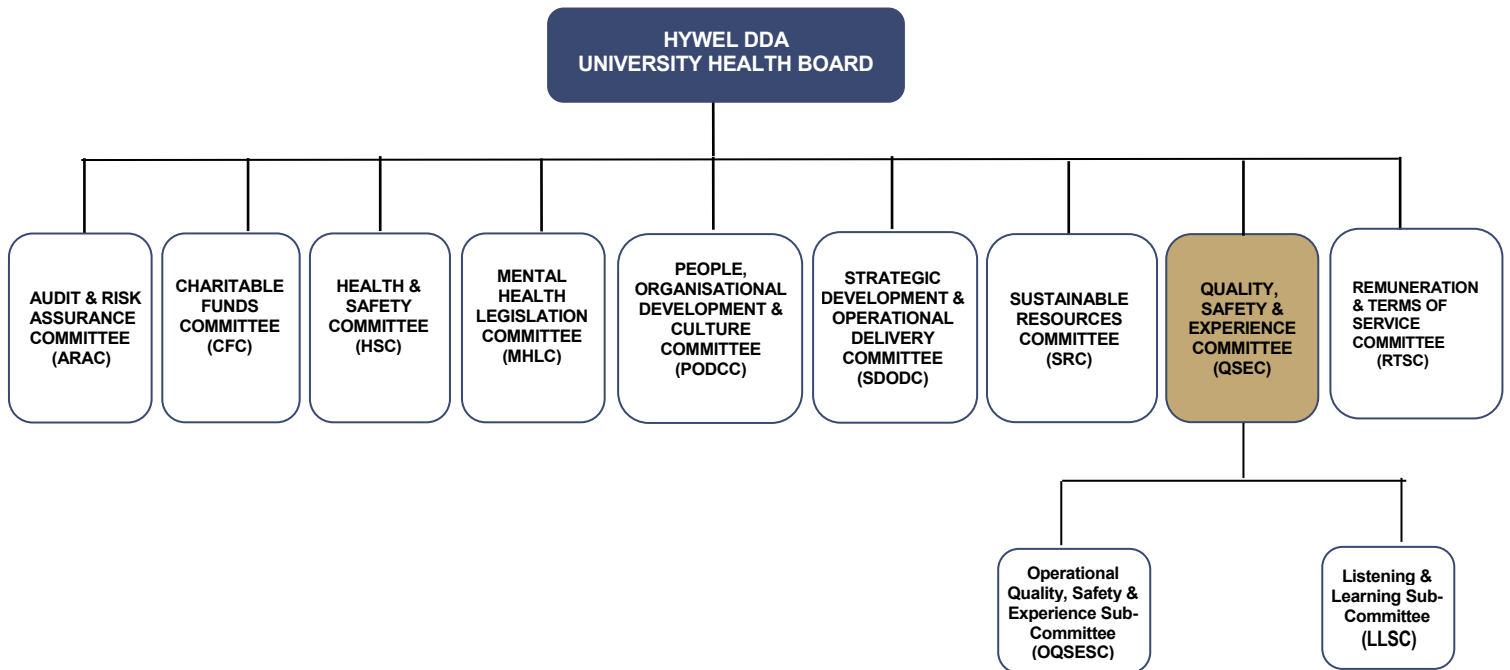 HYWEL DDA
UNIVERSITY HEALTH BOARD
AUDIT & RISK
ASSURANCE
COMMITTEE
(ARAC)
CHARITABLE
FUNDS
COMMITTEE
(CFC)
HEALTH &
SAFETY
COMMITTEE
(HSC)
MENTAL
HEALTH
LEGISLATION
COMMITTEE
(MHLC)
PEOPLE,
ORGANISATIONAL
DEVELOPMENT &
CULTURE
COMMITTEE
(PODCC)
STRATEGIC
DEVELOPMENT &
OPERATIONAL
DELIVERY
COMMITTEE
(SDODC)
SUSTAINABLE
RESOURCES
COMMITTEE
(SRC)
QUALITY,
SAFETY &
EXPERIENCE
COMMITTEE
(QSEC)
REMUNERATION
& TERMS OF
SERVICE
COMMITTEE
(RTSC)
Operational
Quality, Safety &
Experience Sub-
Committee
(OQSESC)
Listening &
Learning Sub-
Committee
(LLSC)